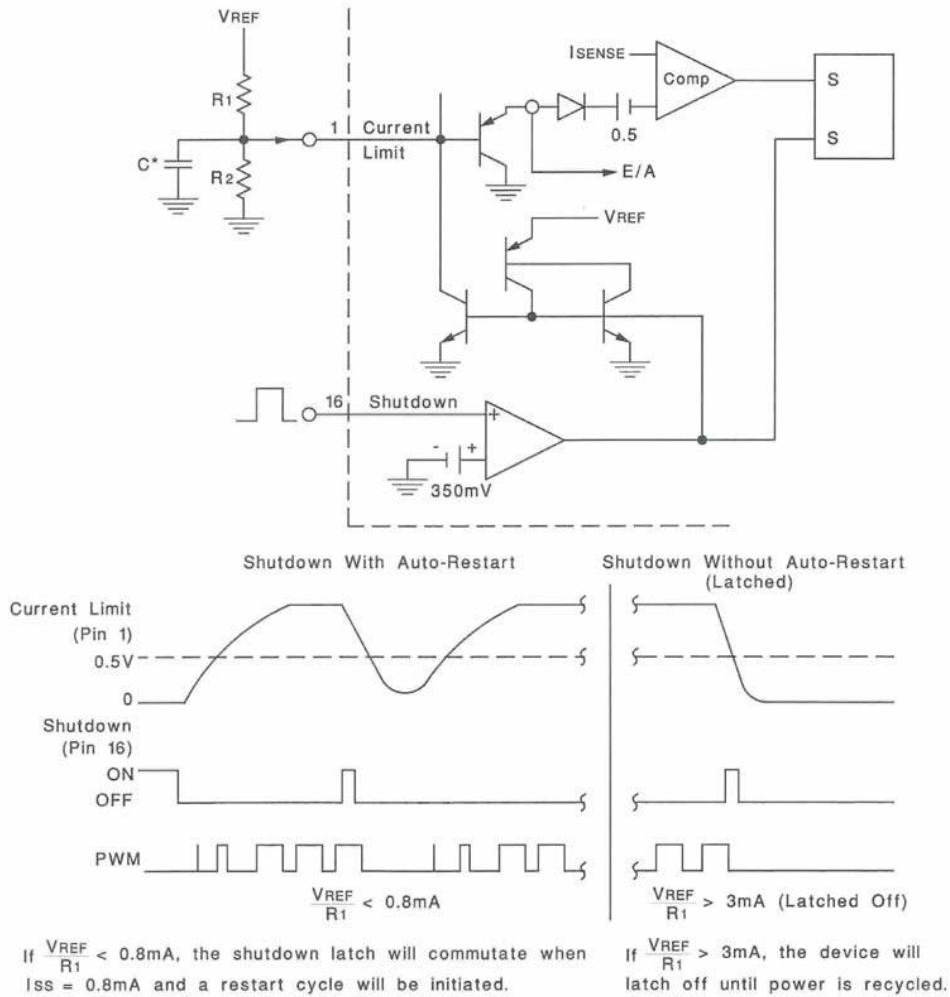 VREF
R1
C*
R2
1 Current
Limit
ISENSE
Comp
0.5
E/A
S
S
VREF
16 Shutdown
+
- +
350mV
Shutdown With Auto-Restart
Shutdown Without Auto-Restart
(Latched)
Current Limit
(Pin 1)
0.5V
0
Shutdown
(Pin 16)
ON
OFF
PWM
VREF/R1 < 0.8mA
VREF/R1 > 3mA (Latched Off)
If VREF/R1 < 0.8mA, the shutdown latch will commutate when
ISS = 0.8mA and a restart cycle will be initiated.
If VREF/R1 > 3mA, the device will
latch off until power is recycled.